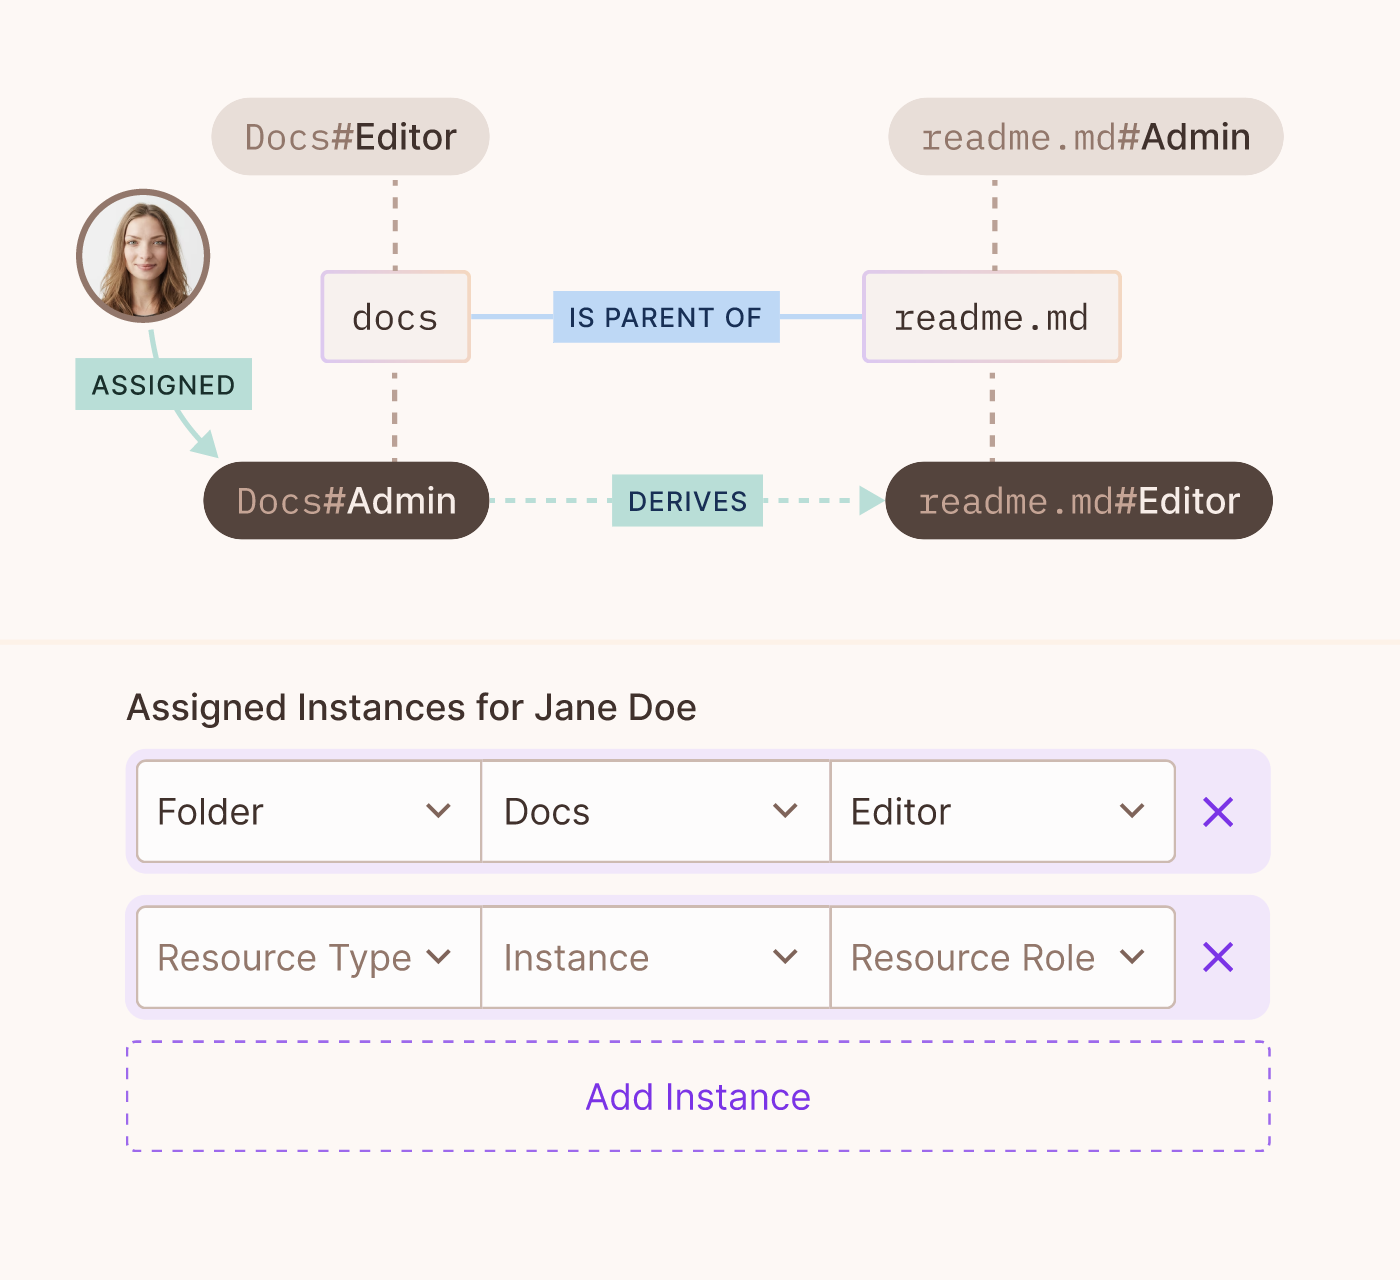 Docs#Editor
readme.md#Admin
docs
IS PARENT OF
readme.md
ASSIGNED
Docs#Admin
DERIVES
readme.md#Editor
Assigned Instances for Jane Doe
Folder
Docs
Editor
Resource Type
Instance
Resource Role
Add Instance